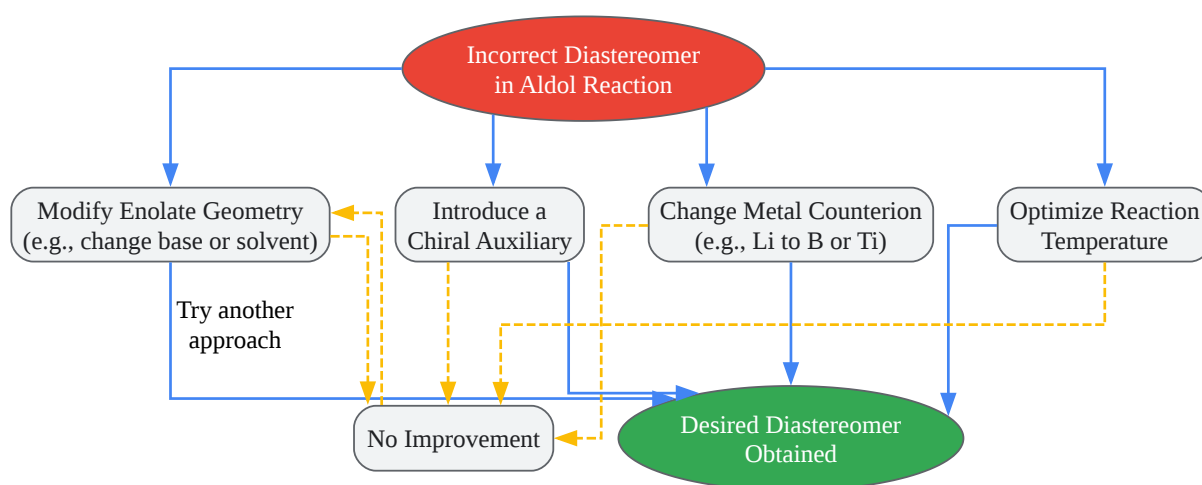 Incorrect Diastereomer
in Aldol Reaction
Modify Enolate Geometry
(e.g., change base or solvent)
Introduce a
Chiral Auxiliary
Change Metal Counterion
(e.g., Li to B or Ti)
Optimize Reaction
Temperature
Try another
approach
No Improvement
Desired Diastereomer
Obtained